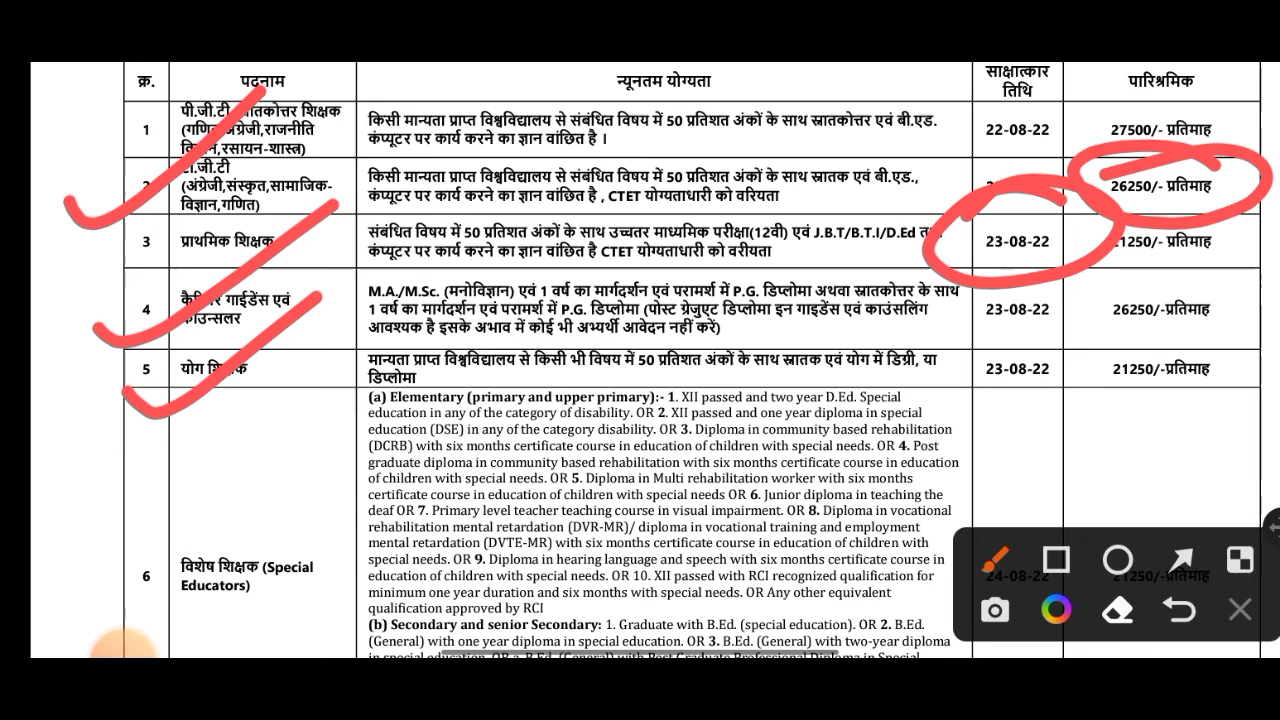 क्र. पदनाम न्यूनतम योग्यता साक्षात्कार तिथि पारिश्रमिक
1 पी.जी.टी. शिक्षक
(गणित,अंग्रेजी,राजनीति
विज्ञान,रसायन-शास्त्र)
किसी मान्यता प्राप्त विश्वविद्यालय से संबंधित विषय में 50 प्रतिशत अंकों के साथ स्नातकोत्तर एवं बी.एड.
कंप्यूटर पर कार्य करने का ज्ञान वांछित है ।
22-08-22
27500/- प्रतिमाह
टी.जी.टी
(अंग्रेजी,संस्कृत,सामाजिक-
विज्ञान,गणित)
किसी मान्यता प्राप्त विश्वविद्यालय से संबंधित विषय में 50 प्रतिशत अंकों के साथ स्नातक एवं बी.एड.,
कंप्यूटर पर कार्य करने का ज्ञान वांछित है , CTET योग्यताधारी को वरियता
26250/- प्रतिमाह
3 प्राथमिक शिक्षक
संबंधित विषय में 50 प्रतिशत अंकों के साथ उच्चतर माध्यमिक परीक्षा(12वी) एवं J.B.T/B.T.I/D.Ed
कंप्यूटर पर कार्य करने का ज्ञान वांछित है CTET योग्यताधारी को वरीयता
23-08-22
21250/- प्रतिमाह
4 कैरियर गाईडेंस एवं
काउन्सलर
M.A./M.Sc. (मनोविज्ञान) एवं 1 वर्ष का मार्गदर्शन एवं परामर्श में P.G. डिप्लोमा अथवा स्नातकोत्तर के साथ
1 वर्ष का मार्गदर्शन एवं परामर्श में P.G. डिप्लोमा (पोस्ट ग्रेजुएट डिप्लोमा इन गाइडेंस एवं काउंसलिंग
आवश्यक है इसके अभाव में कोई भी अभ्यर्थी आवेदन नहीं करें)
23-08-22
26250/-प्रतिमाह
5 योग शिक्षक
मान्यता प्राप्त विश्वविद्यालय से किसी भी विषय में 50 प्रतिशत अंकों के साथ स्नातक एवं योग में डिग्री, या
डिप्लोमा
23-08-22
21250/-प्रतिमाह
6 विशेष शिक्षक (Special
Educators)
(a) Elementary (primary and upper primary):- 1. XII passed and two year D.Ed. Special
education in any of the category of disability. OR 2. XII passed and one year diploma in special
education (DSE) in any of the category disability. OR 3. Diploma in community based rehabilitation
(DCRB) with six months certificate course in education of children with special needs. OR 4. Post
graduate diploma in community based rehabilitation with six months certificate course in education
of children with special needs. OR 5. Diploma in Multi rehabilitation worker with six months
certificate course in education of children with special needs OR 6. Junior diploma in teaching the
deaf OR 7. Primary level teacher teaching course in visual impairment. OR 8. Diploma in vocational
rehabilitation mental retardation (DVR-MR)/ diploma in vocational training and employment
mental retardation (DVTE-MR) with six months certificate course in education of children with
special needs. OR 9. Diploma in hearing language and speech with six months certificate course in
education of children with special needs. OR 10. XII passed with RCI recognized qualification for
minimum one year duration and six months with special needs. OR Any other equivalent
qualification approved by RCI
(b) Secondary and senior Secondary: 1. Graduate with B.Ed. (special education). OR 2. B.Ed.
(General) with one year diploma in special education. OR 3. B.Ed. (General) with two-year diploma
24-08-22
21250/-प्रतिमाह